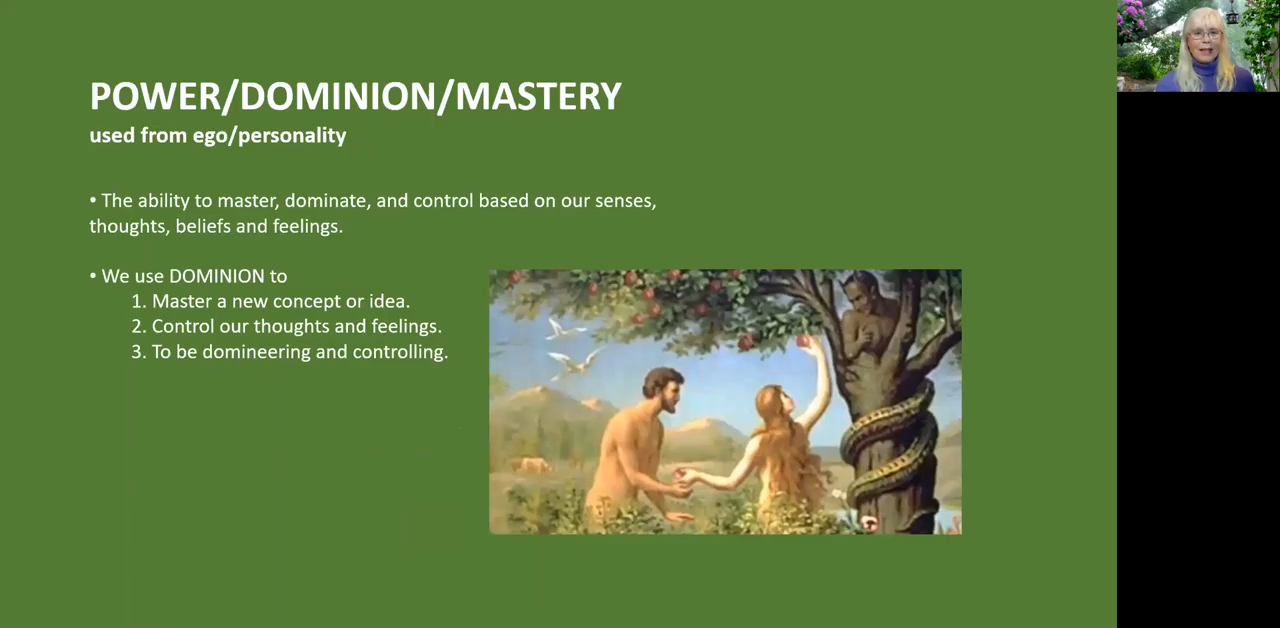 POWER/DOMINION/MASTERY
used from ego/personality
• The ability to master, dominate, and control based on our senses,
thoughts, beliefs and feelings.
• We use DOMINION to
1. Master a new concept or idea.
2. Control our thoughts and feelings.
3. To be domineering and controlling.